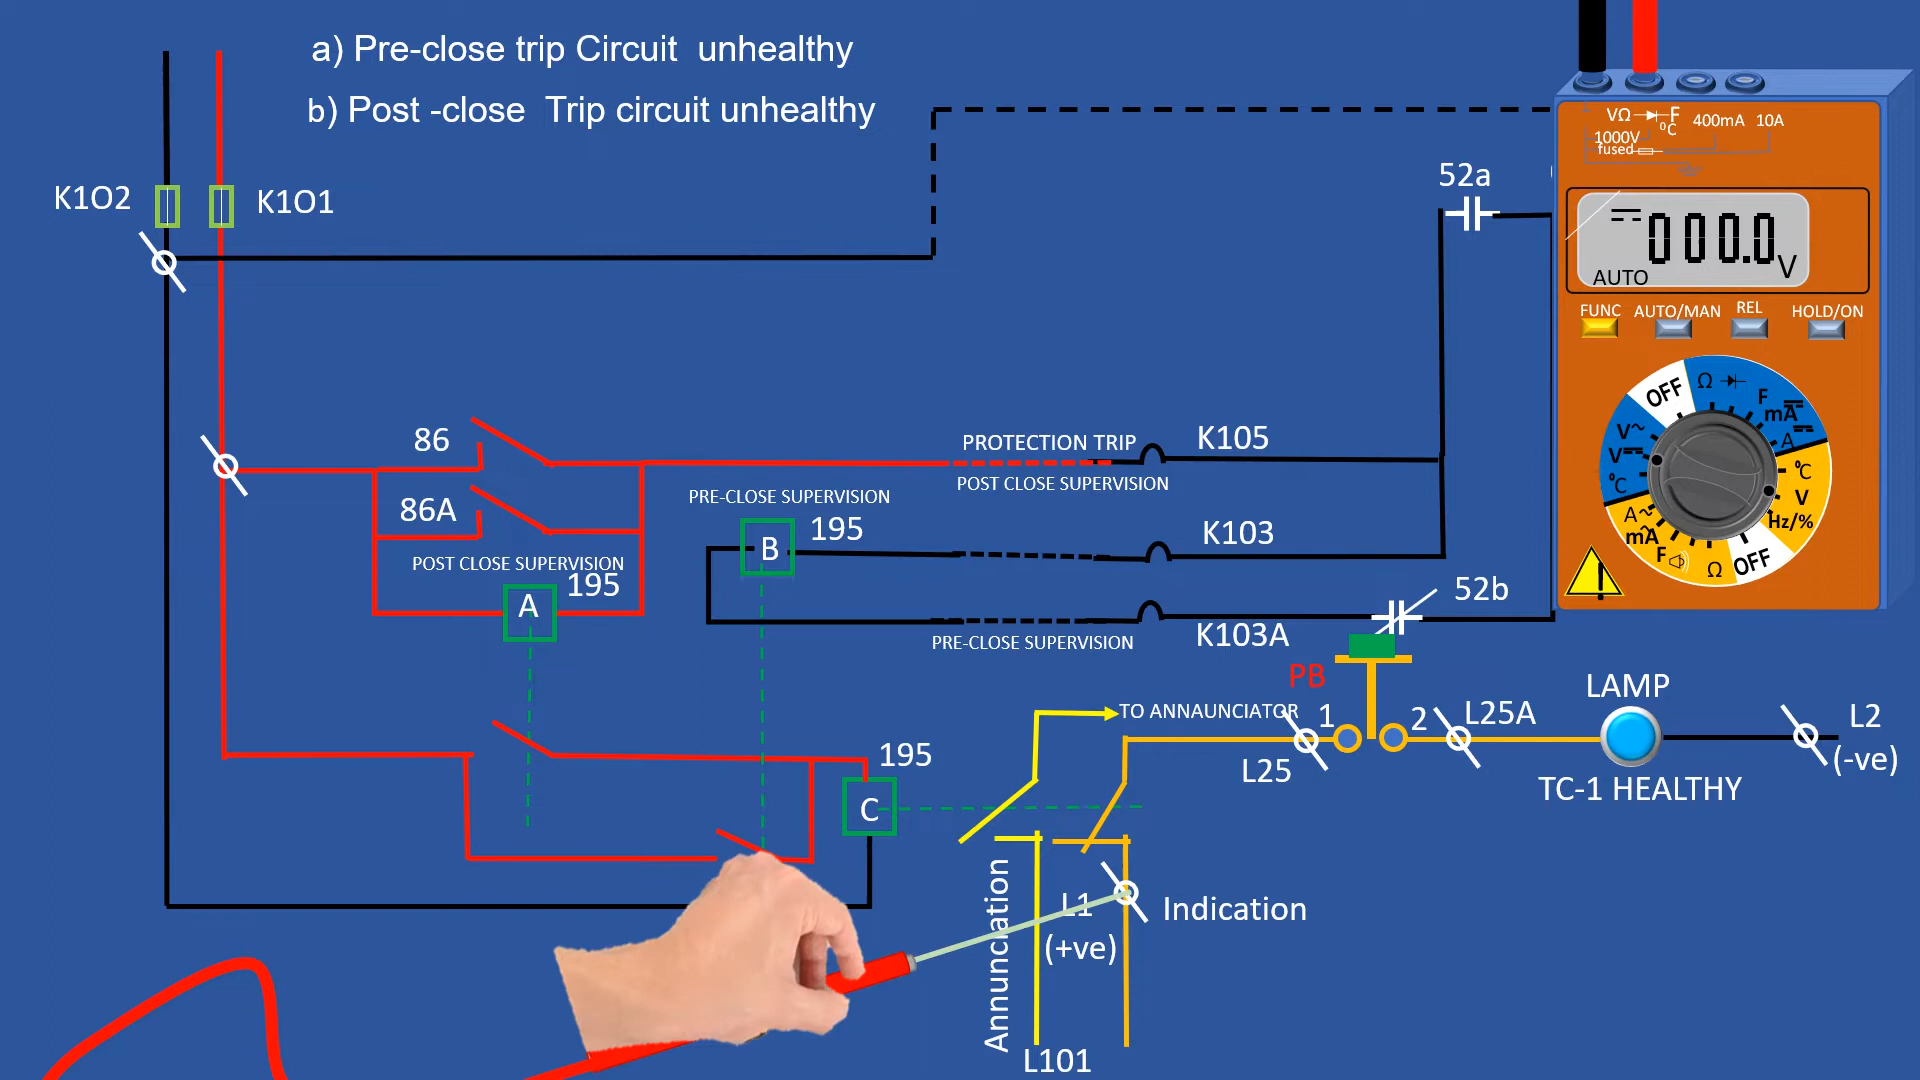 a) Pre-close trip Circuit unhealthy
b) Post -close Trip circuit unhealthy
K1O2
K1O1
52a
VΩ F
°C
400mA
10A
1000V
fused
000.0
V
AUTO
FUNC
AUTO/MAN
REL
HOLD/ON
OFF
Ω
F
mA
A
°C
V
Hz/%
OFF
Ω
F
mA
A~
°C
V
V~
86
PROTECTION TRIP
K105
POST CLOSE SUPERVISION
86A
PRE-CLOSE SUPERVISION
195
B
K103
POST CLOSE SUPERVISION
195
A
52b
K103A
PRE-CLOSE SUPERVISION
PB
LAMP
TO ANNAUNCIATOR
1
2
L25A
L2
(-ve)
L25
TC-1 HEALTHY
195
C
Annunciation
L1
(+ve)
Indication
L101